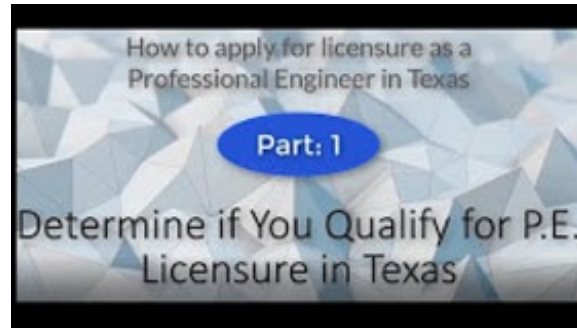 How to apply for licensure as a
Professional Engineer in Texas
Part: 1
Determine if You Qualify for P.E.
Licensure in Texas